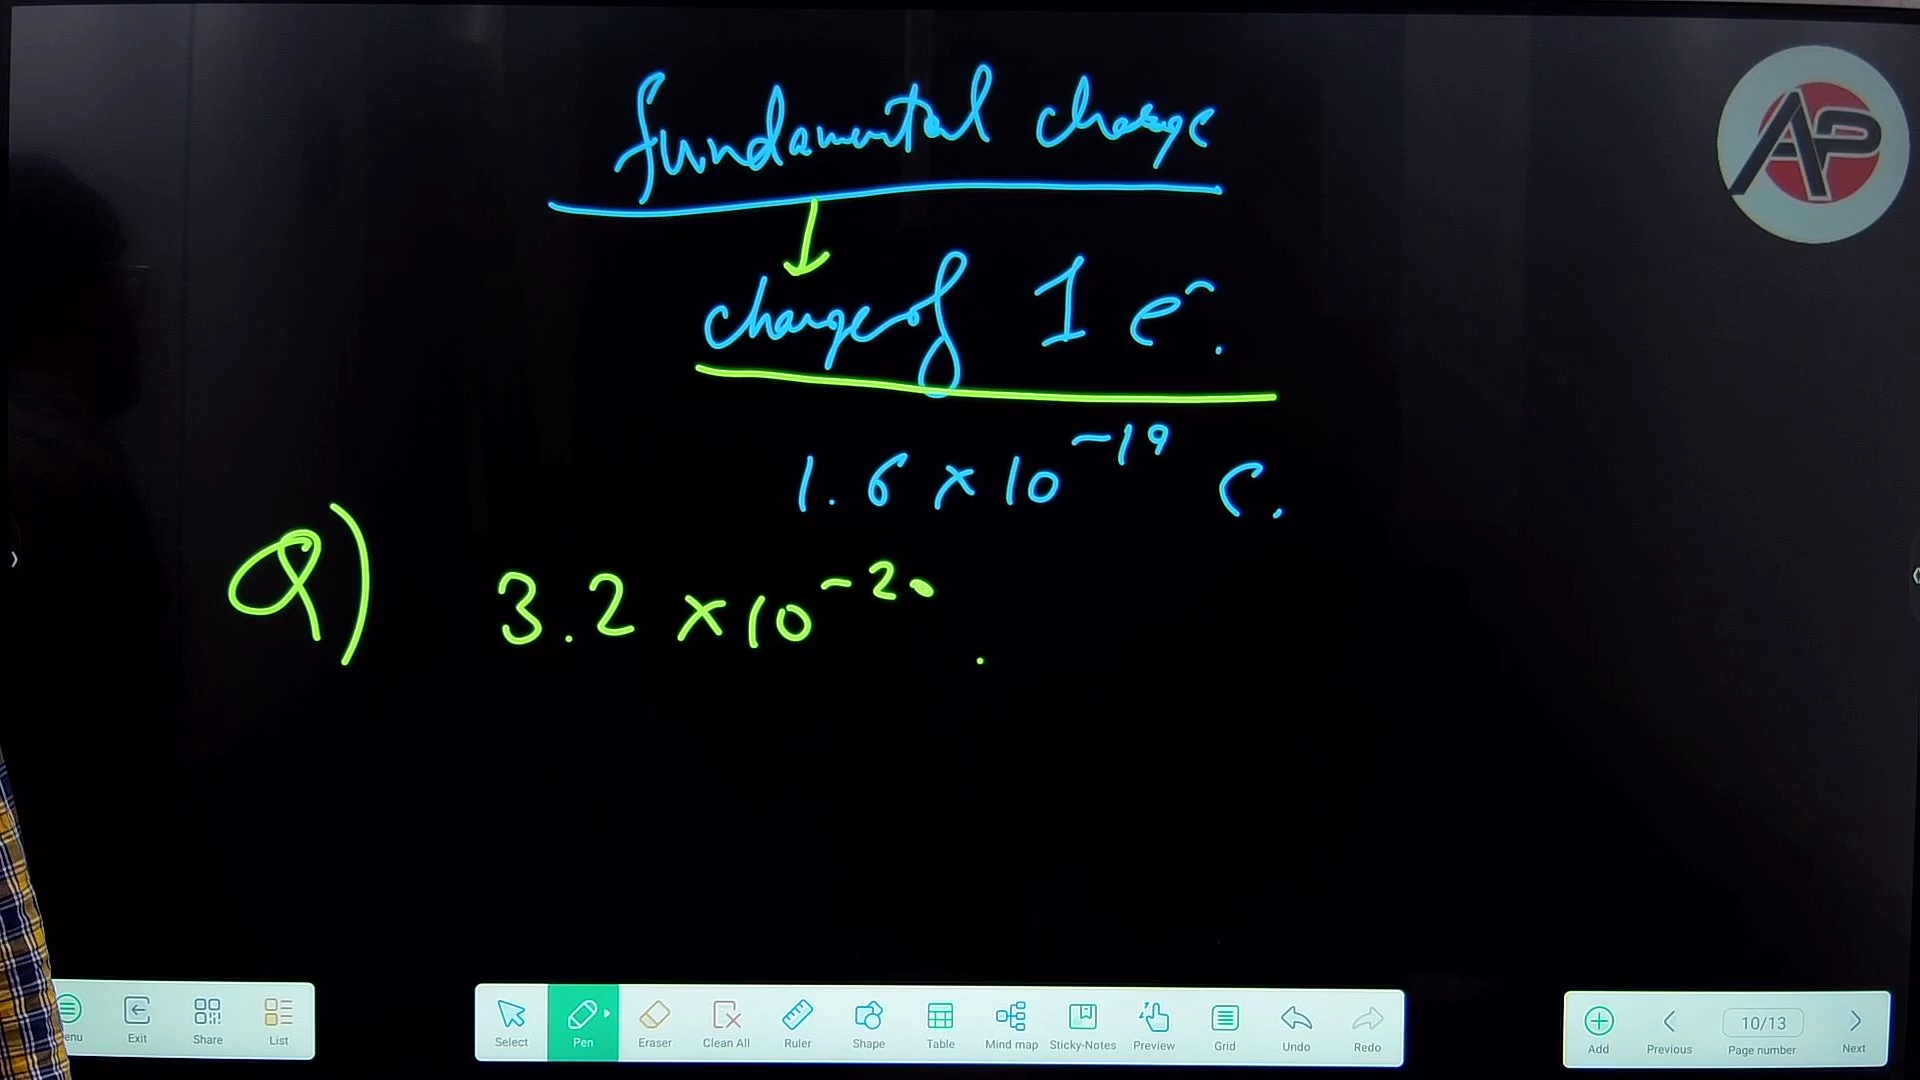 fundamental charge
AP
charge of 1 e⁻.
1.6 × 10⁻¹⁹ C.
Q) 3.2 × 10⁻²⁰ .
enu Exit Share List
Select Pen Eraser Clean All Ruler Shape Table Mind map Sticky-Notes Preview Grid Undo Redo
10/13
Add Previous Page number Next